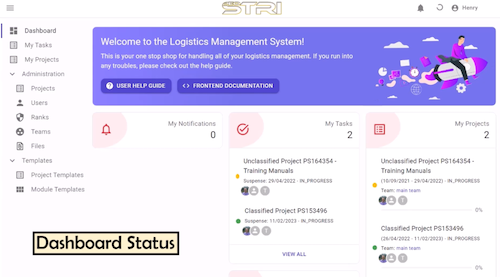 STRI
Henry
Dashboard
My Tasks
My Projects
Administration
Projects
Users
Ranks
Teams
Files
Templates
Project Templates
Module Templates
Welcome to the Logistics Management System!
This is your one stop shop for handling all of your logistics management. If you run into
any troubles, please check out the help guide.
USER HELP GUIDE
FRONTEND DOCUMENTATION
My Notifications
0
My Tasks
2
Unclassified Project PS164354 -
Training Manuals
Suspense: 29/04/2022 - IN_PROGRESS
Classified Project PS153496
Suspense: 11/02/2023 - IN_PROGRESS
VIEW ALL
My Projects
2
Unclassified Project PS164354 -
Training Manuals
(10/09/2021 - 29/04/2022) - IN_PROGRESS
Team: main team
0%
Classified Project PS153496
(26/04/2022 - 11/02/2023) - IN_PROGRESS
Team: main team
0%
Dashboard Status